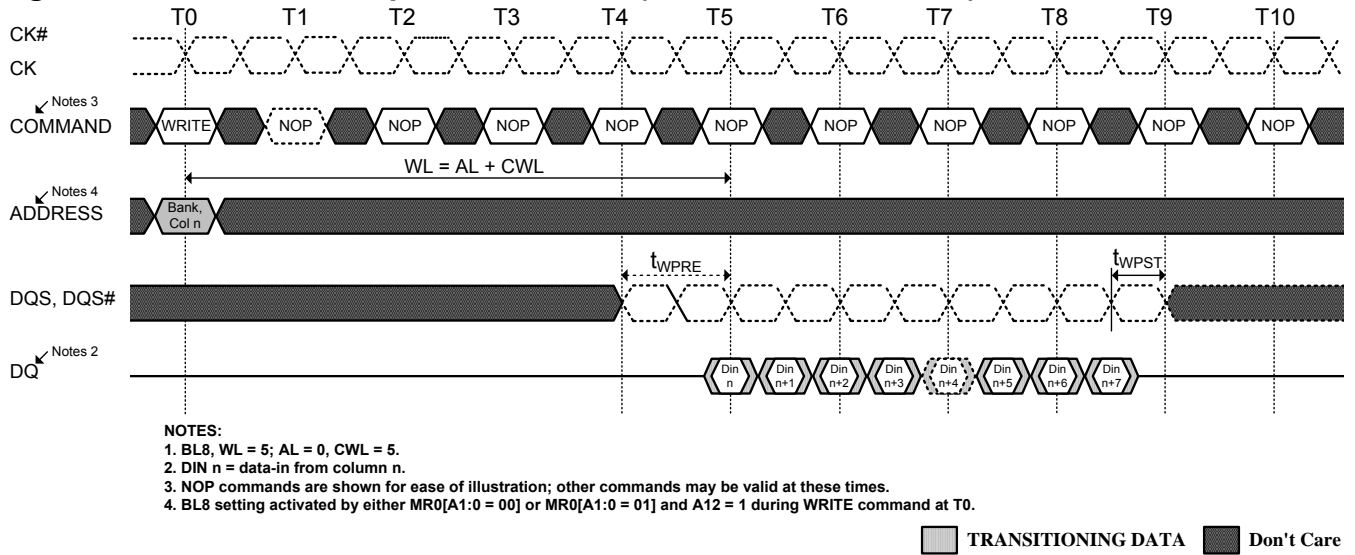 T0 T1 T2 T3 T4 T5 T6 T7 T8 T9 T10
CK#
CK
Notes 3
COMMAND WRITE NOP NOP NOP NOP NOP NOP NOP NOP NOP NOP
WL = AL + CWL
Notes 4
ADDRESS
Bank,
Col n
tWPRE tWPST
DQS, DQS#
Notes 2
DQ
Din Din Din Din Din Din Din Din
n n+1 n+2 n+3 n+4 n+5 n+6 n+7
NOTES:
1. BL8, WL = 5; AL = 0, CWL = 5.
2. DIN n = data-in from column n.
3. NOP commands are shown for ease of illustration; other commands may be valid at these times.
4. BL8 setting activated by either MR0[A1:0 = 00] or MR0[A1:0 = 01] and A12 = 1 during WRITE command at T0.
TRANSITIONING DATA Don't Care